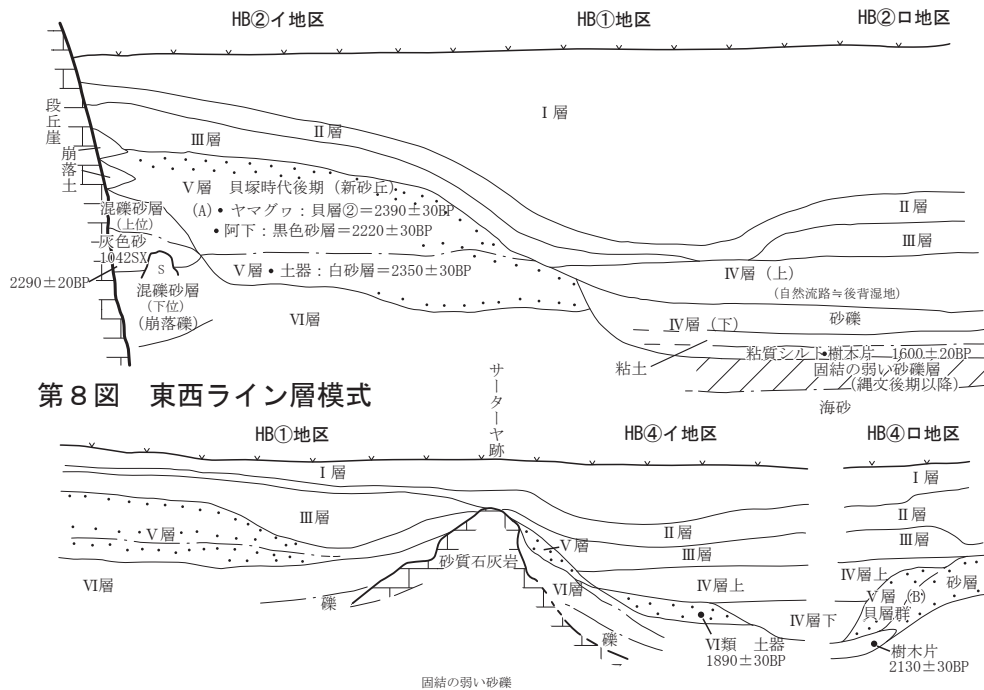 HB②イ地区
HB①地区
HB②ロ地区
段丘崖
崩落土
Ⅰ層
Ⅱ層
Ⅲ層
Ⅴ層 貝塚時代後期（新砂丘）
(A)・ヤマグワ：貝層②＝2390±30BP
・阿下：黒色砂層＝2220±30BP
混礫砂層
(上位)
灰色砂
1042SX
2290±20BP
S
混礫砂層
(下位)
(崩落礫)
Ⅴ層・土器：白砂層＝2350±30BP
Ⅵ層
Ⅱ層
Ⅲ層
Ⅳ層（上）
(自然流路≒後背湿地)
砂礫
Ⅳ層（下）
粘土
粘質シルト・樹木片 1600±20BP
固結の弱い砂礫層
(縄文後期以降)
海砂
第８図 東西ライン層模式
サーターヤ跡
HB①地区
HB④イ地区
HB④ロ地区
Ⅰ層
Ⅲ層
Ⅴ層
Ⅵ層
礫
砂質石灰岩
Ⅴ層
Ⅵ層
礫
Ⅱ層
Ⅲ層
Ⅳ層上
Ⅳ層下
Ⅵ類 土器
1890±30BP
Ⅰ層
Ⅱ層
Ⅲ層
Ⅳ層上
Ⅴ層（B）
貝層群
砂層
樹木片
2130±30BP
固結の弱い砂礫